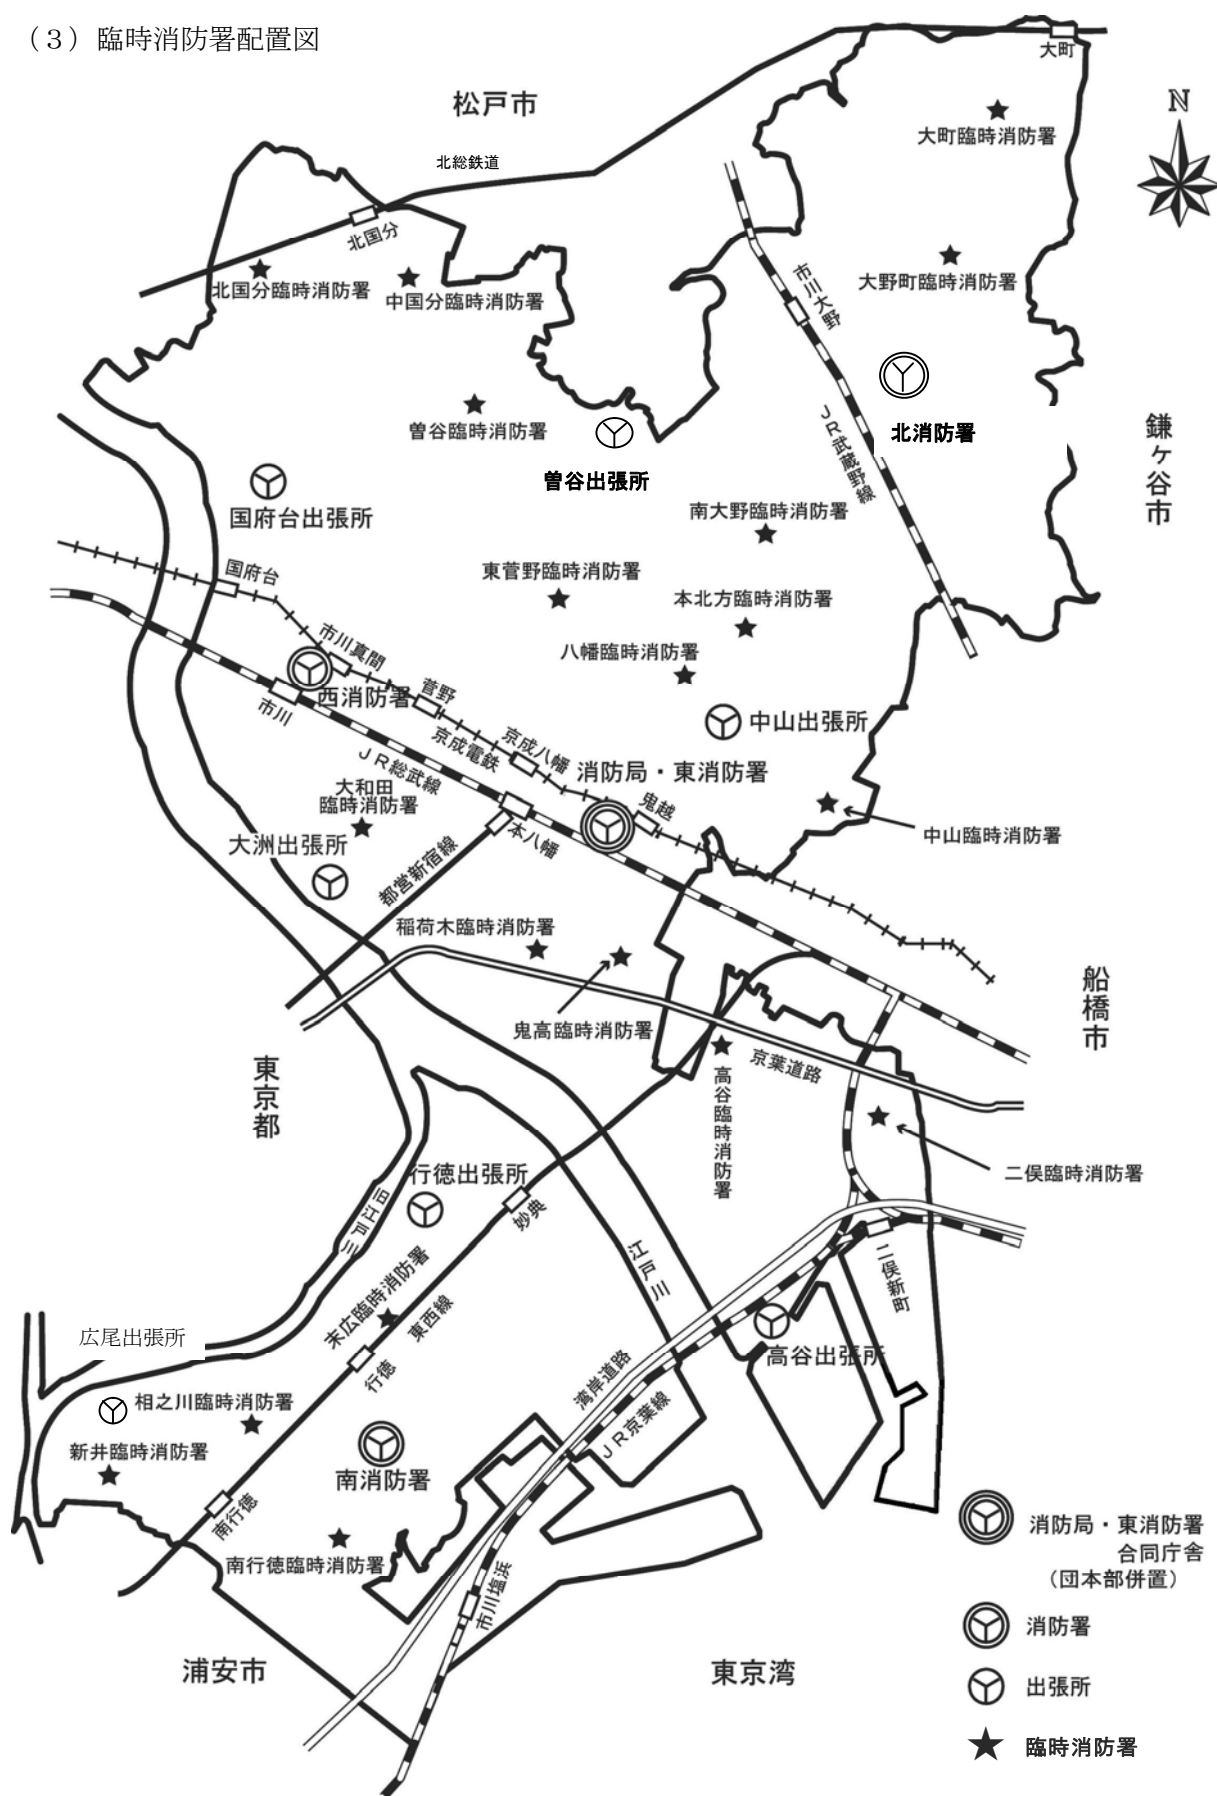 （３）臨時消防署配置図
大町
松戸市
N
大町臨時消防署
北総鉄道
北国分
北国分臨時消防署
中国分臨時消防署
大野町臨時消防署
市川大野
曽谷臨時消防署
曽谷出張所
北消防署
ＪＲ武蔵野線
鎌ヶ谷市
国府台出張所
南大野臨時消防署
国府台
東菅野臨時消防署
本北方臨時消防署
市川真間
八幡臨時消防署
西消防署
菅野
市川
中山出張所
京成電鉄
京成八幡
ＪＲ総武線
消防局・東消防署
大和田
臨時消防署
鬼越
中山臨時消防署
大洲出張所
本八幡
都営新宿線
稲荷木臨時消防署
船橋市
鬼高臨時消防署
京葉道路
東京都
高谷臨時消防署
行徳出張所
二俣臨時消防署
旧江戸川
妙典
江戸川
末広臨時消防署
東西線
二俣新町
広尾出張所
行徳
高谷出張所
湾岸道路
ＪＲ京葉線
相之川臨時消防署
新井臨時消防署
南消防署
南行徳
南行徳臨時消防署
市川塩浜
消防局・東消防署
合同庁舎
（団本部併置）
消防署
浦安市
東京湾
出張所
臨時消防署